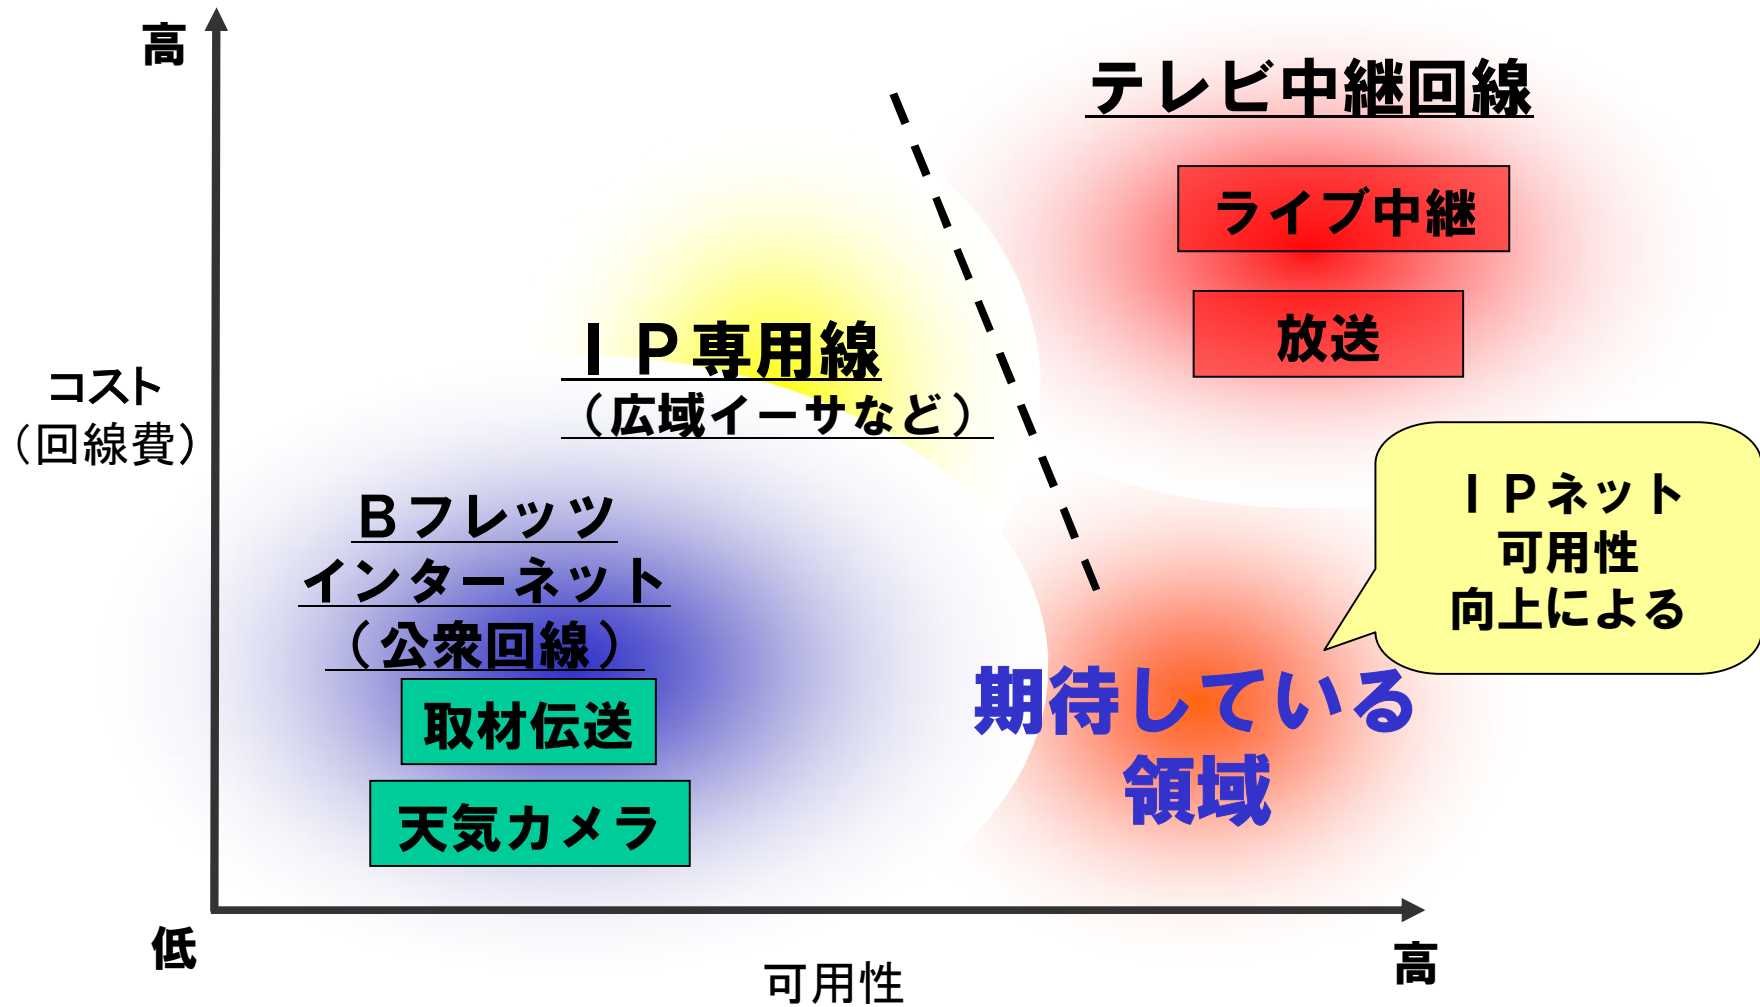 高
テレビ中継回線
ライブ中継
放送
ＩＰ専用線
（広域イーサなど）
コスト
（回線費）
ＩＰネット
可用性
向上による
Ｂフレッツ
インターネット
（公衆回線）
取材伝送
天気カメラ
期待している
領域
低
可用性
高